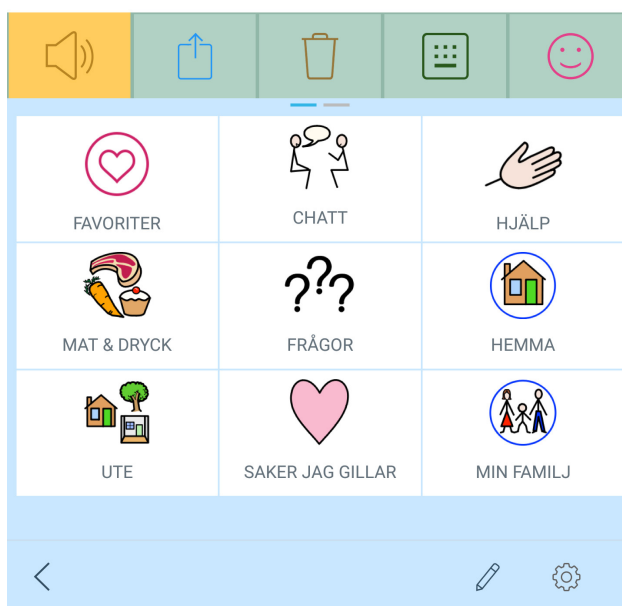 FAVORITER
CHATT
HJÄLP
MAT & DRYCK
???
FRÅGOR
HEMMA
UTE
SAKER JAG GILLAR
MIN FAMILJ